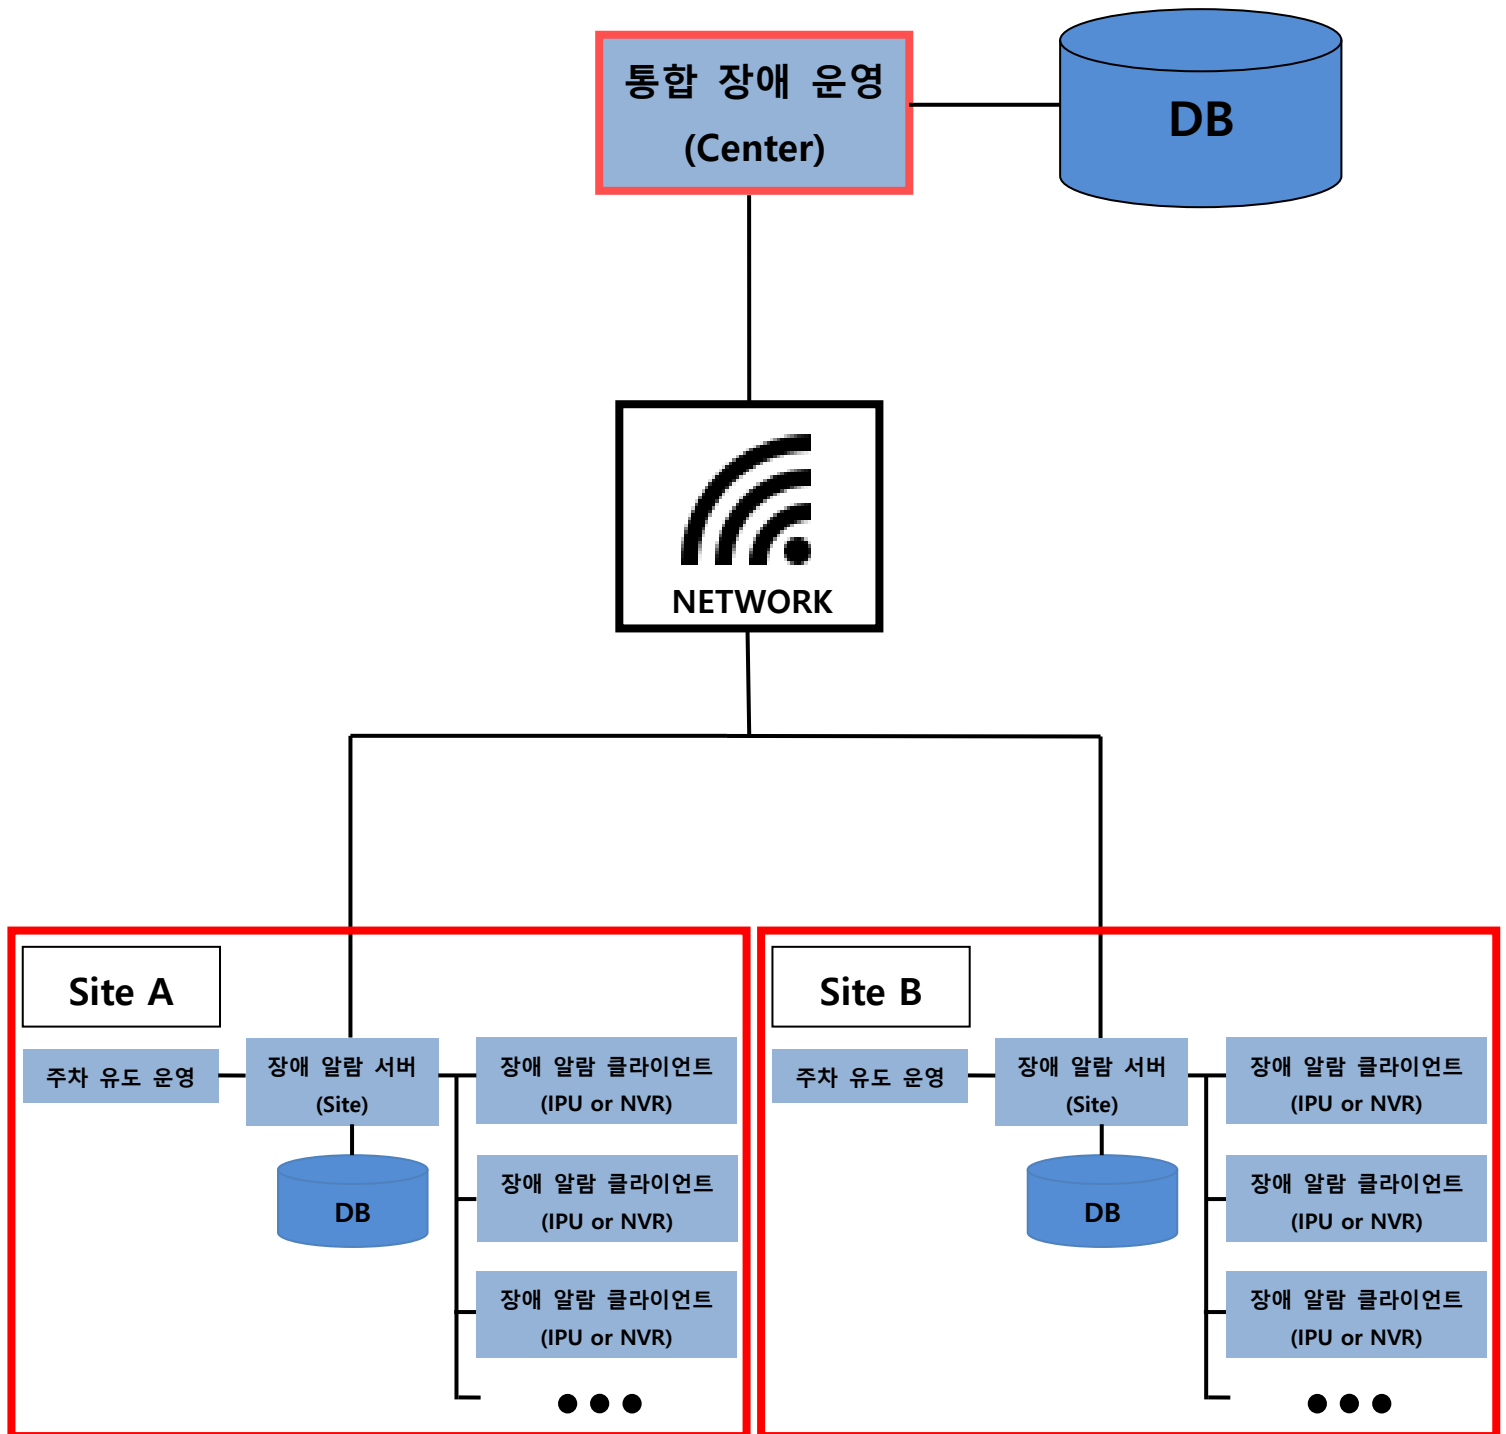 통합 장애 운영
(Center)
DB
NETWORK
Site A
주차 유도 운영
장애 알람 서버
(Site)
DB
장애 알람 클라이언트
(IPU or NVR)
장애 알람 클라이언트
(IPU or NVR)
장애 알람 클라이언트
(IPU or NVR)
Site B
주차 유도 운영
장애 알람 서버
(Site)
DB
장애 알람 클라이언트
(IPU or NVR)
장애 알람 클라이언트
(IPU or NVR)
장애 알람 클라이언트
(IPU or NVR)